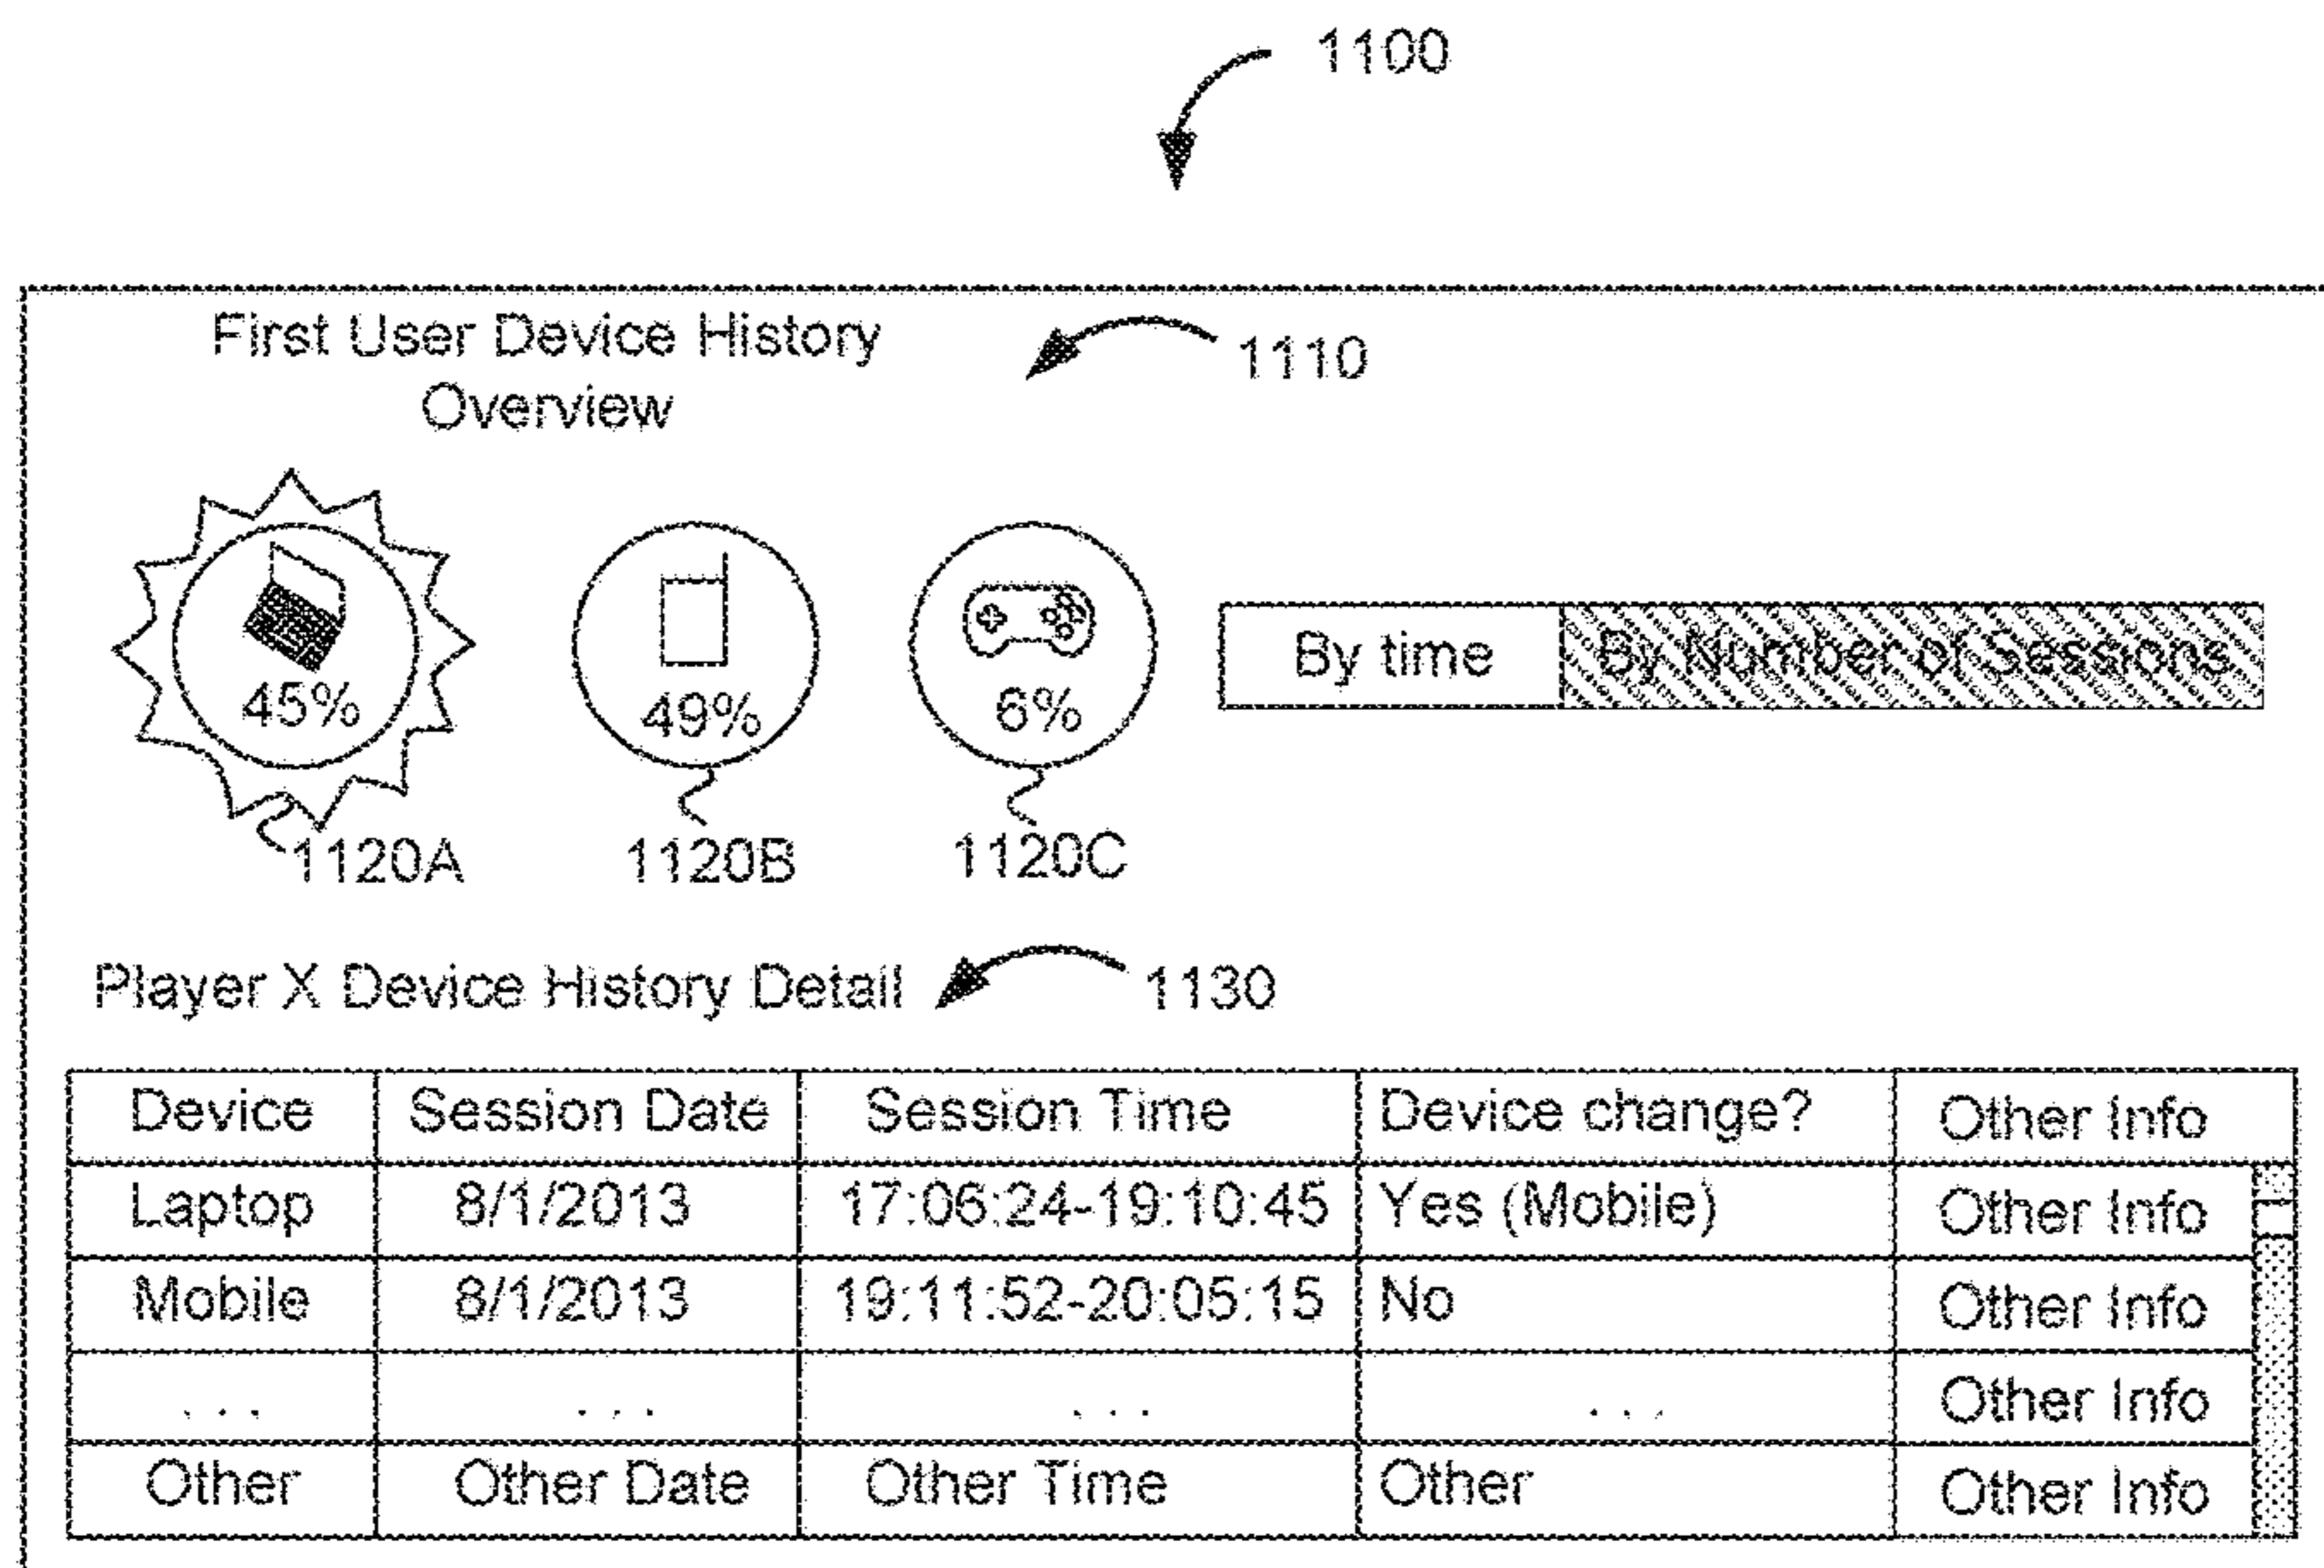 1100
First User Device History
Overview
1110
45%
49%
6%
By time
By Number of Sessions
1120A
1120B
1120C
Player X Device History Detail
1130
Device Session Date Session Time Device change? Other Info
Laptop 8/1/2013 17:06:24-19:10:45 Yes (Mobile) Other Info
Mobile 8/1/2013 19:11:52-20:05:15 No Other Info
... ... ... ... Other Info
Other Other Date Other Time Other Other Info